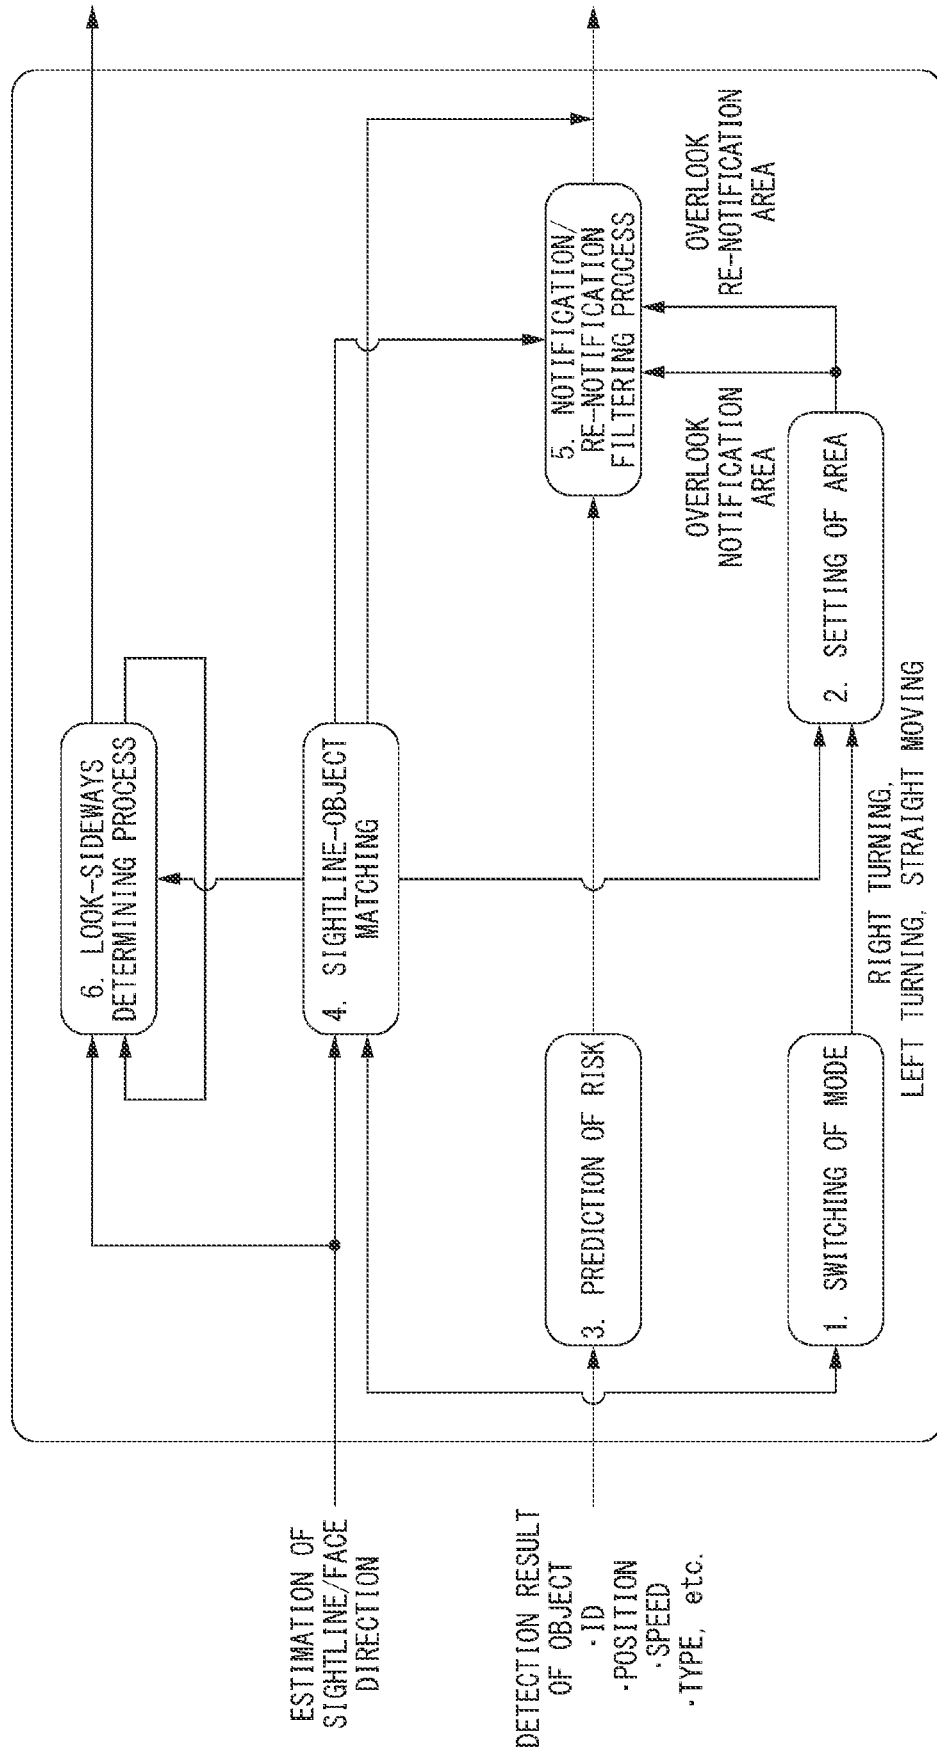 ESTIMATION OF
SIGHTLINE/FACE
DIRECTION
DETECTION RESULT
OF OBJECT
·ID
·POSITION
·SPEED
·TYPE, etc.
6. LOOK-SIDEWAYS
DETERMINING PROCESS
4. SIGHTLINE-OBJECT
MATCHING
3. PREDICTION OF RISK
1. SWITCHING OF MODE
RIGHT TURNING,
LEFT TURNING, STRAIGHT MOVING
2. SETTING OF AREA
OVERLOOK
NOTIFICATION
AREA
5. NOTIFICATION/
RE-NOTIFICATION
FILTERING PROCESS
OVERLOOK
RE-NOTIFICATION
AREA